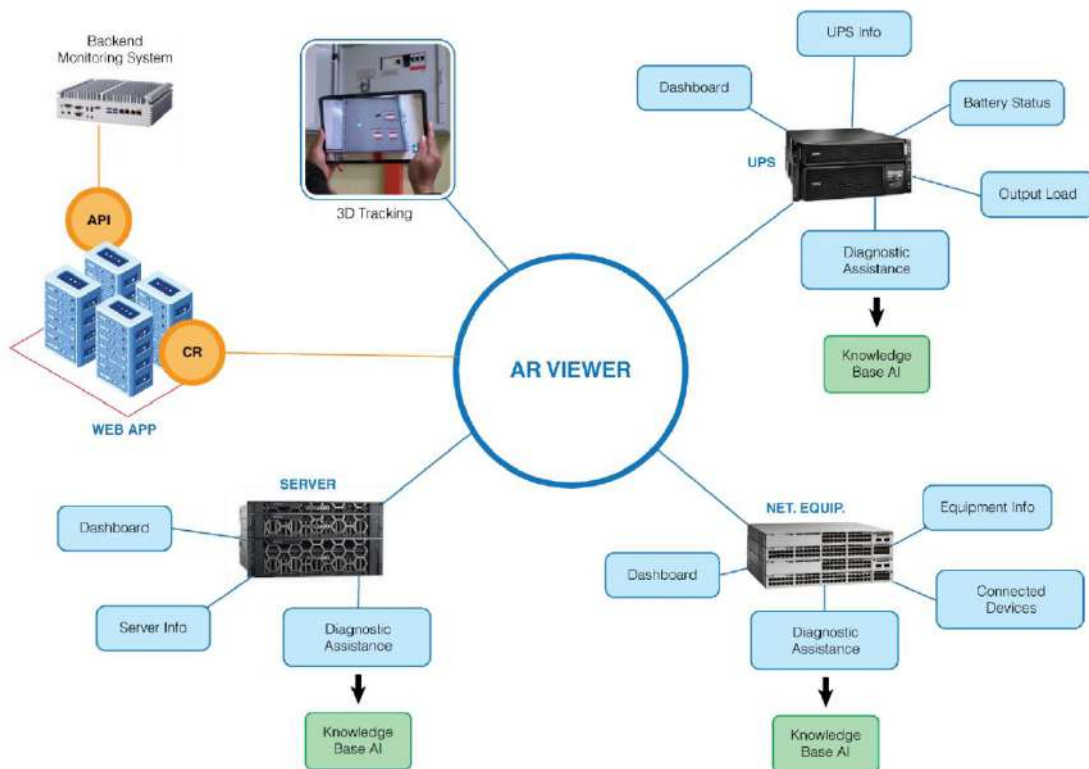 Backend
Monitoring System
API
CR
WEB APP
3D Tracking
AR VIEWER
UPS Info
Dashboard
Battery Status
UPS
Output Load
Diagnostic
Assistance
Knowledge
Base AI
SERVER
Dashboard
Server Info
Diagnostic
Assistance
Knowledge
Base AI
NET. EQUIP.
Equipment Info
Dashboard
Connected
Devices
Diagnostic
Assistance
Knowledge
Base AI